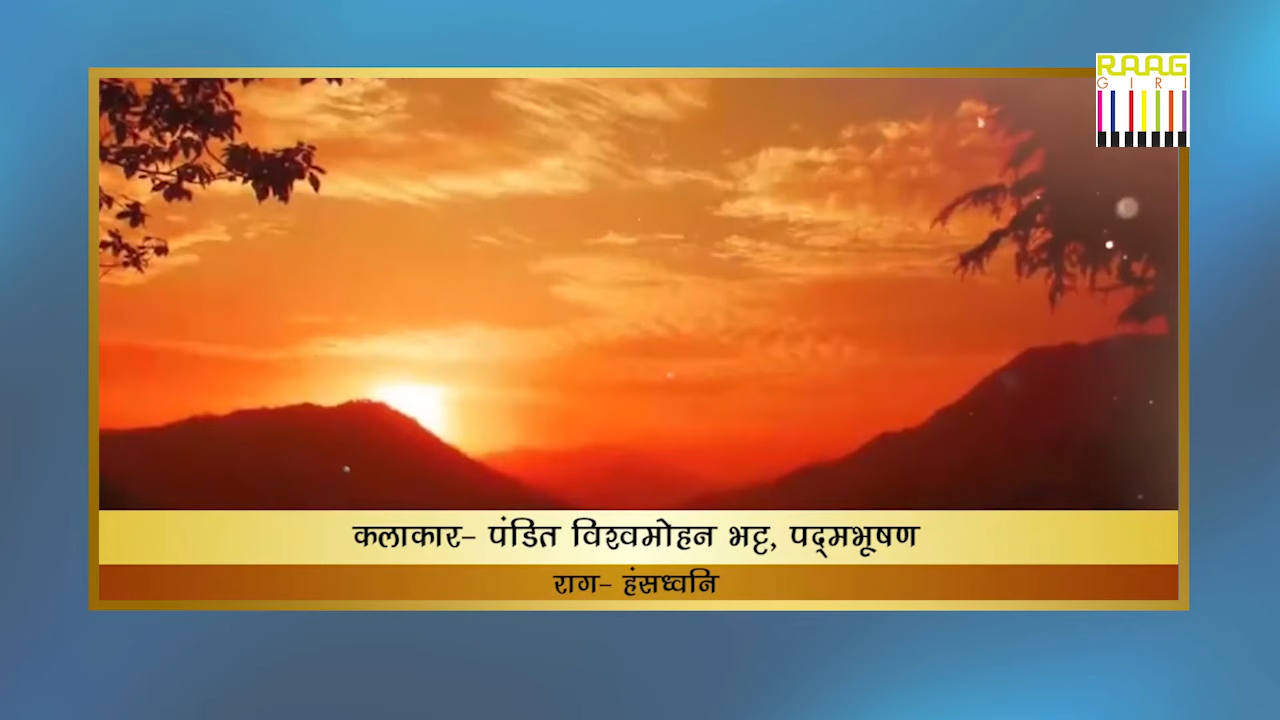 RAAG
GIRI
कलाकार- पंडित विश्वमोहन भट्ट, पद्मभूषण
राग- हंसध्वनि